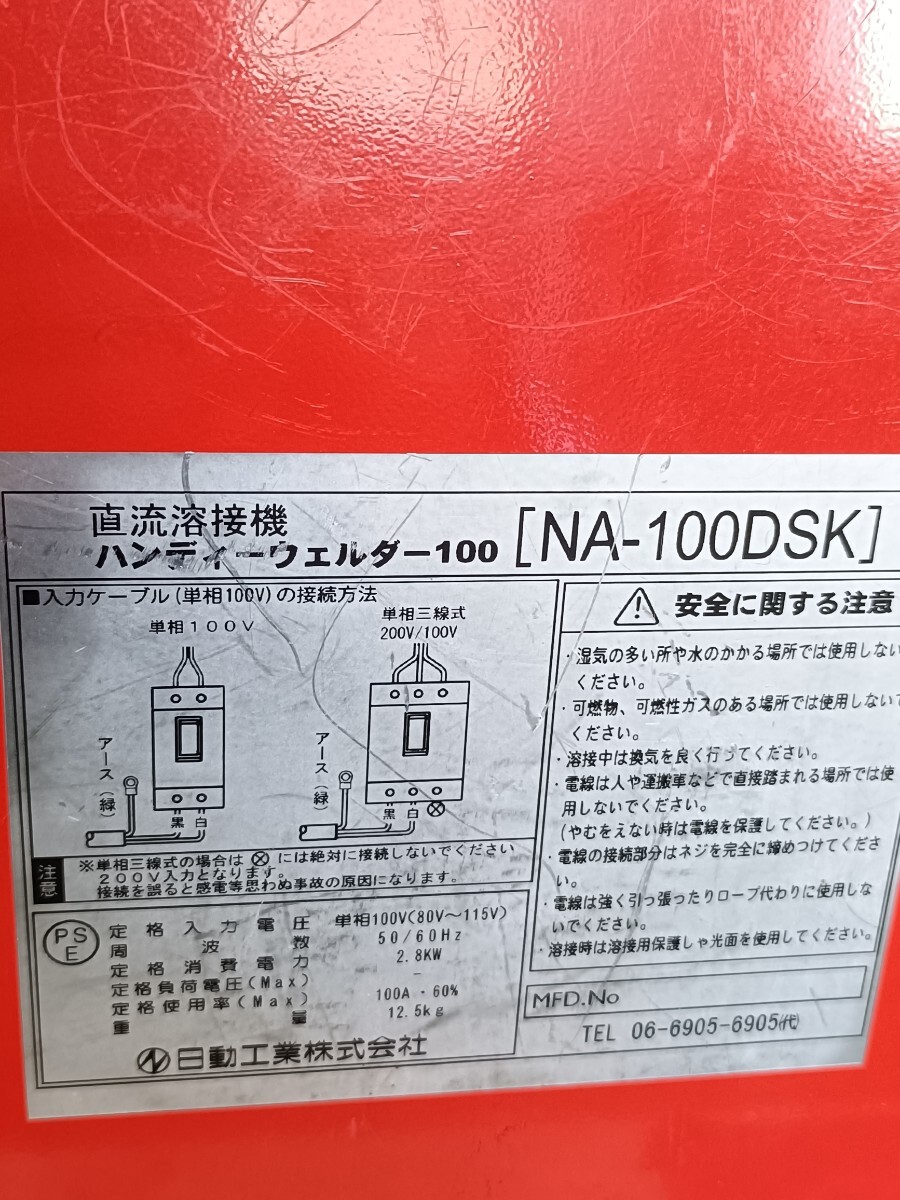 直流溶接機
ハンディーウェルダー100 [NA-100DSK]
■入力ケーブル(単相100V)の接続方法
単相100V
単相三線式
200V/100V
アース(緑)
黒 白
アース(緑)
黒 白
注意
※単相三線式の場合は⊗には絶対に接続しないでください
200V入力となります。
接続を誤ると感電等思わぬ事故の原因になります。
PSE
定格入力電圧 単相100V(80V～115V)
周波数 50/60Hz
定格消費電力 2.8KW
定格負荷電圧(Max) −
定格使用率(Max) 100A・60%
重量 12.5kg
日動工業株式会社
⚠ 安全に関する注意
・湿気の多い所や水のかかる場所では使用しない
ください。
・可燃物、可燃性ガスのある場所では使用しないで
ください。
・溶接中は換気を良く行ってください。
・電線は人や運搬車などで直接踏まれる場所では使
用しないでください。
(やむをえない時は電線を保護してください。)
・電線の接続部分はネジを完全に締めつけてくださ
い。
・電線は強く引っ張ったりロープ代わりに使用しな
いでください。
・溶接時は溶接用保護しゃ光面を使用してください。
MFD.No
TEL 06-6905-6905㈹